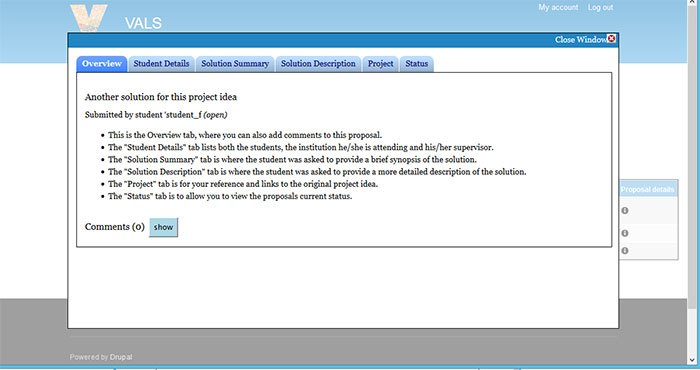 My account Log out
VALS
Close Window
Overview Student Details Solution Summary Solution Description Project Status
Another solution for this project idea
Submitted by student 'student_f (open)
This is the Overview tab, where you can also add comments to this proposal.
The "Student Details" tab lists both the students, the institution he/she is attending and his/her supervisor.
The "Solution Summary" tab is where the student was asked to provide a brief synopsis of the solution.
The "Solution Description" tab is where the student was asked to provide a more detailed description of the solution.
The "Project" tab is for your reference and links to the original project idea.
The "Status" tab is to allow you to view the proposals current status.
Proposal details
Comments (0) show
Powered by Drupal